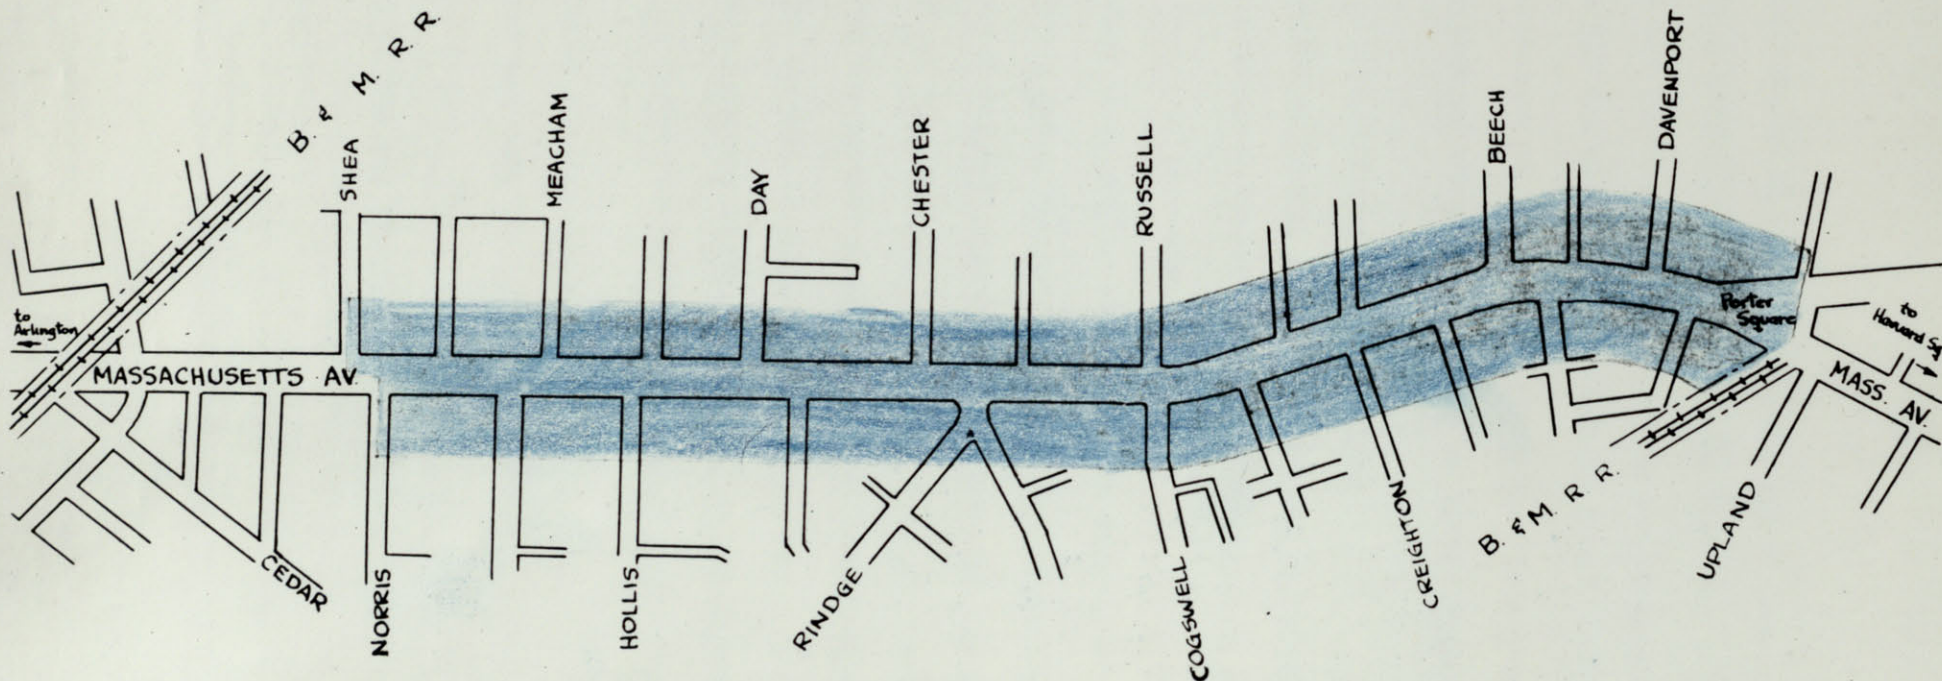 B. & M. R. R.
SHEA
MEACHAM
DAY
CHESTER
RUSSELL
BEECH
DAVENPORT
to
Arlington
MASSACHUSETTS AV.
Porter
Square
to
Harvard Sq
MASS. AV.
CEDAR
NORRIS
HOLLIS
RINDGE
COGSWELL
CREIGHTON
B. & M. R. R.
UPLAND